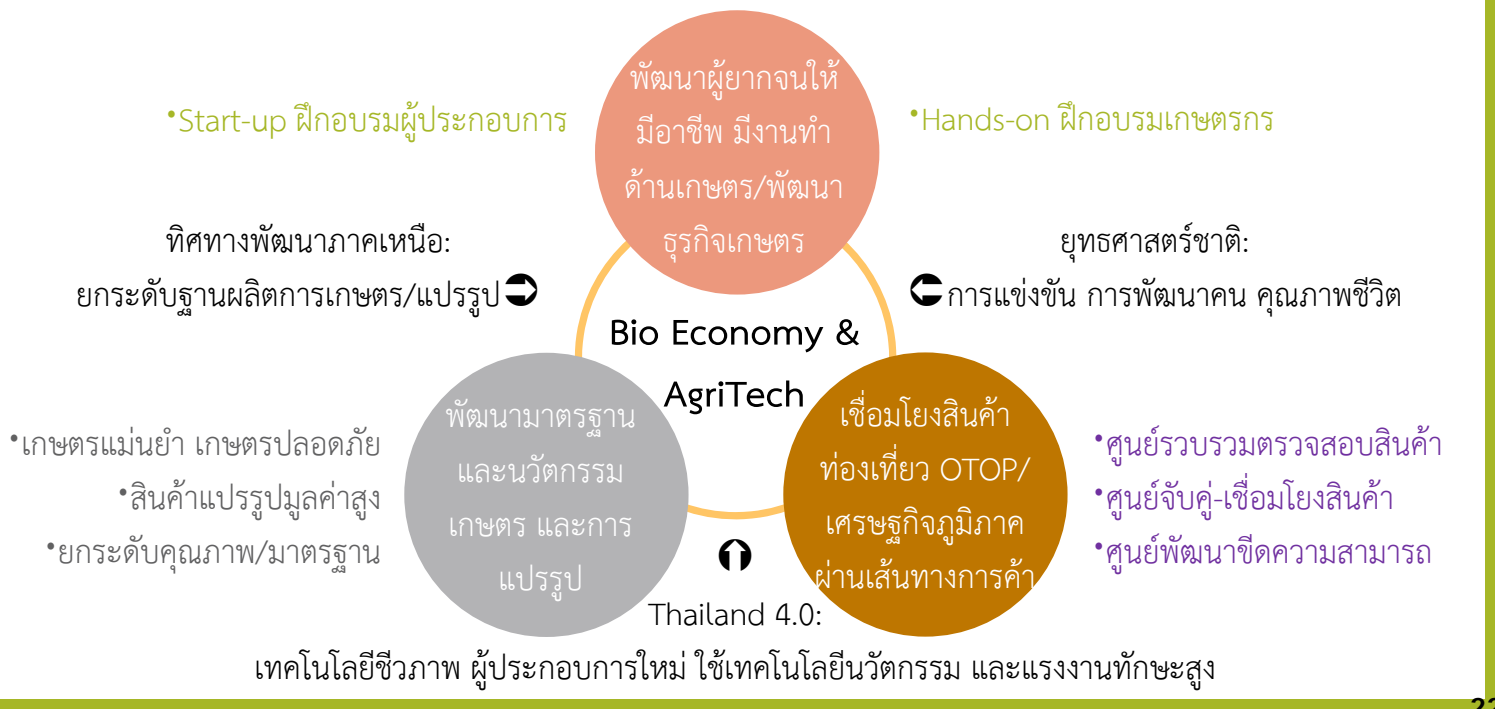 พัฒนาผู้ยากจนให้
มีอาชีพ มีงานทำ
ด้านเกษตร/พัฒนา
ธุรกิจเกษตร
•Start-up ฝึกอบรมผู้ประกอบการ
•Hands-on ฝึกอบรมเกษตรกร
ทิศทางพัฒนาภาคเหนือ:
ยกระดับฐานผลิตการเกษตร/แปรรูป
ยุทธศาสตร์ชาติ:
การแข่งขัน การพัฒนาคน คุณภาพชีวิต
Bio Economy &
AgriTech
•เกษตรแม่นยำ เกษตรปลอดภัย
•สินค้าแปรรูปมูลค่าสูง
•ยกระดับคุณภาพ/มาตรฐาน
พัฒนามาตรฐาน
และนวัตกรรม
เกษตร และการ
แปรรูป
เชื่อมโยงสินค้า
ท่องเที่ยว OTOP/
เศรษฐกิจภูมิภาค
ผ่านเส้นทางการค้า
•ศูนย์รวบรวมตรวจสอบสินค้า
•ศูนย์จับคู่-เชื่อมโยงสินค้า
•ศูนย์พัฒนาขีดความสามารถ
Thailand 4.0:
เทคโนโลยีชีวภาพ ผู้ประกอบการใหม่ ใช้เทคโนโลยีนวัตกรรม และแรงงานทักษะสูง